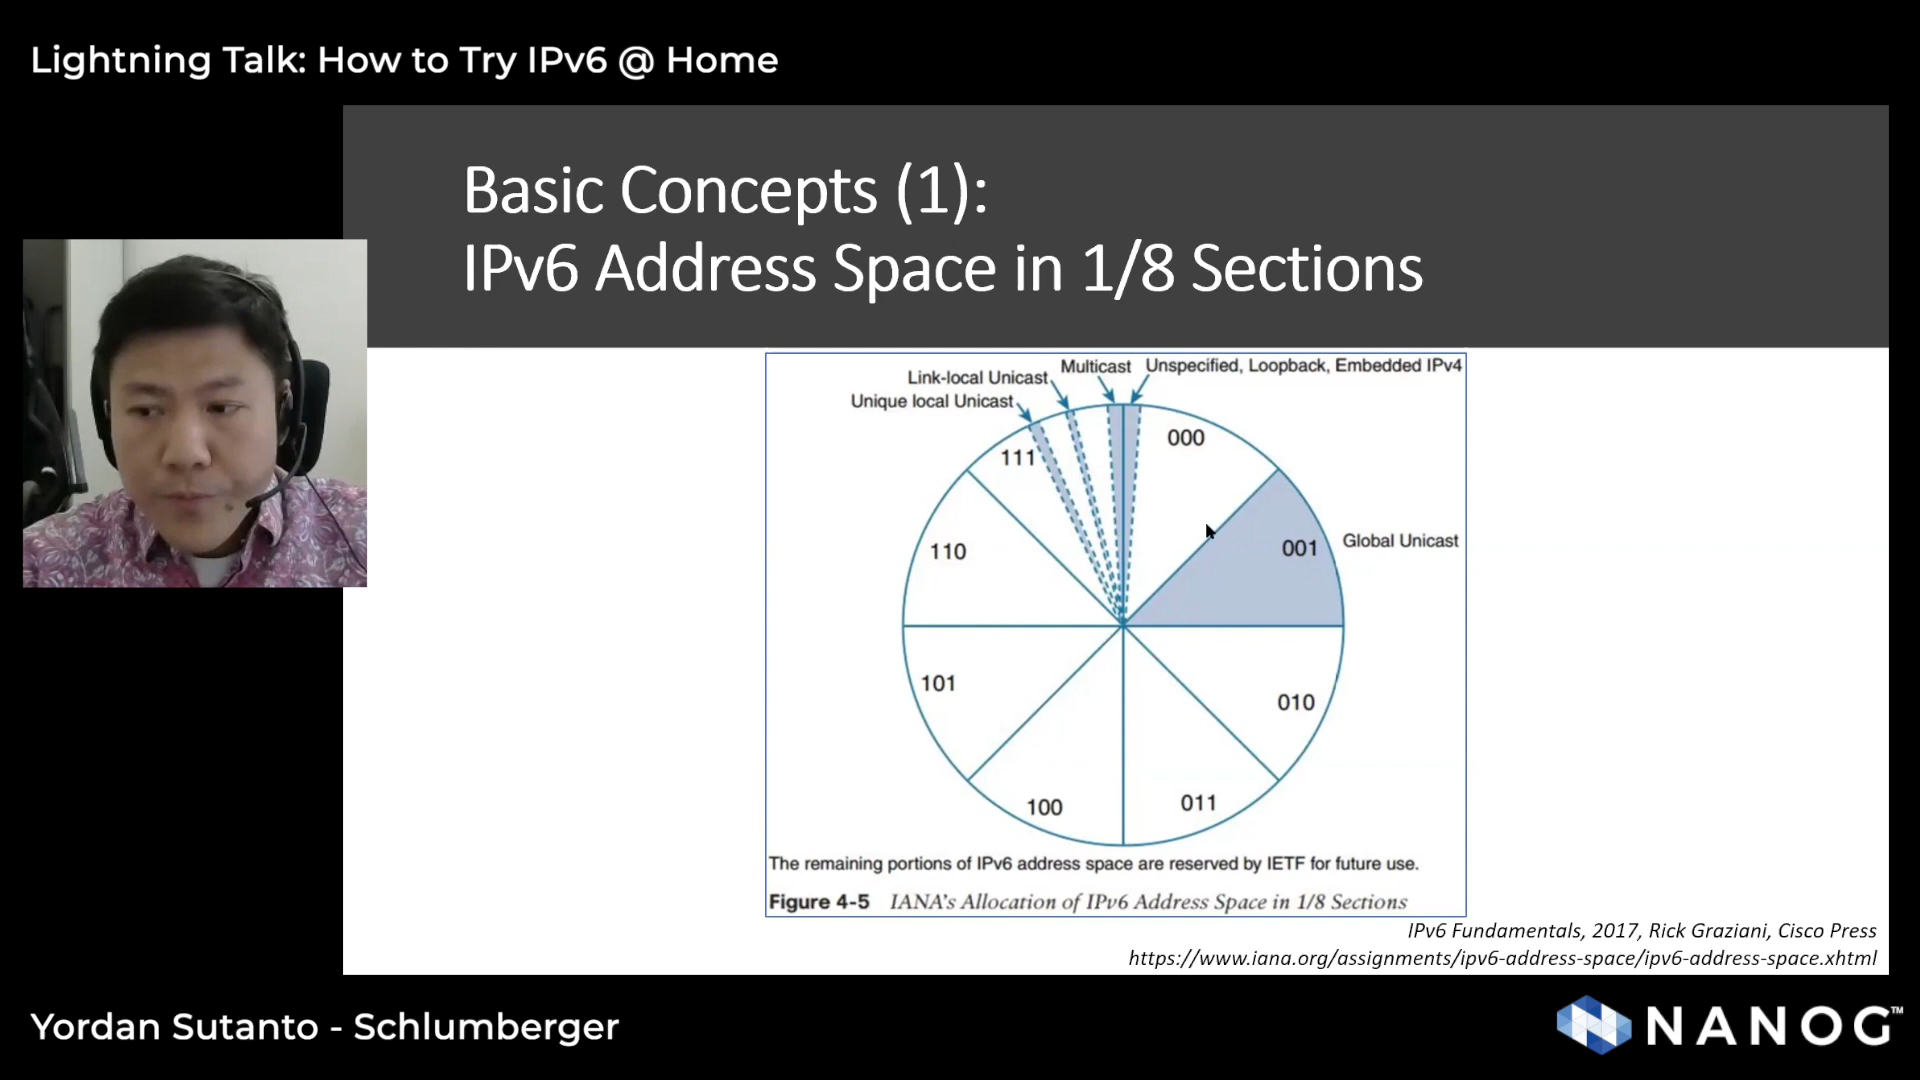 Lightning Talk: How to Try IPv6 @ Home
Basic Concepts (1):
IPv6 Address Space in 1/8 Sections
Multicast
Unspecified, Loopback, Embedded IPv4
Link-local Unicast
Unique local Unicast
000
111
001
Global Unicast
110
101
010
100
011
The remaining portions of IPv6 address space are reserved by IETF for future use.
Figure 4-5 IANA's Allocation of IPv6 Address Space in 1/8 Sections
IPv6 Fundamentals, 2017, Rick Graziani, Cisco Press
https://www.iana.org/assignments/ipv6-address-space/ipv6-address-space.xhtml
Yordan Sutanto - Schlumberger
NANOG™